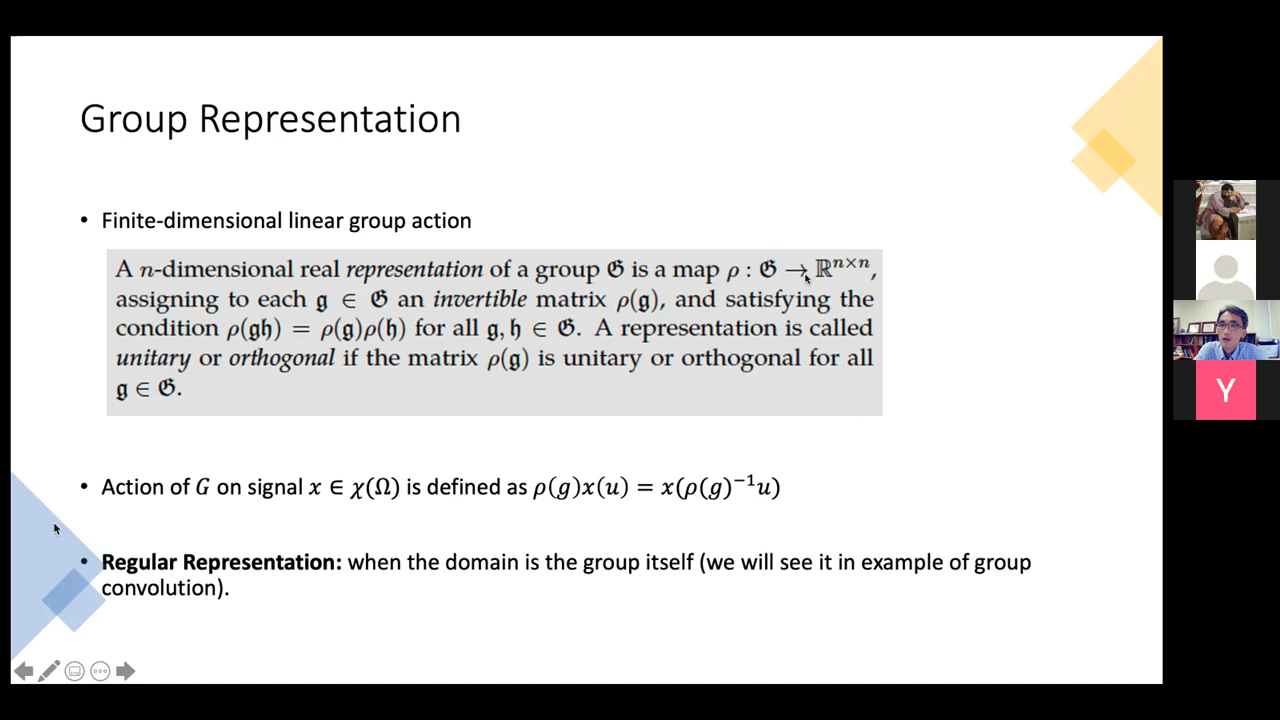 Group Representation
• Finite-dimensional linear group action
A n-dimensional real representation of a group 𝔊 is a map ρ : 𝔊 → ℝⁿˣⁿ,
assigning to each 𝔤 ∈ 𝔊 an invertible matrix ρ(𝔤), and satisfying the
condition ρ(𝔤𝔥) = ρ(𝔤)ρ(𝔥) for all 𝔤, 𝔥 ∈ 𝔊. A representation is called
unitary or orthogonal if the matrix ρ(𝔤) is unitary or orthogonal for all
𝔤 ∈ 𝔊.
• Action of G on signal x ∈ χ(Ω) is defined as ρ(g)x(u) = x(ρ(g)⁻¹u)
• Regular Representation: when the domain is the group itself (we will see it in example of group
convolution).
Y